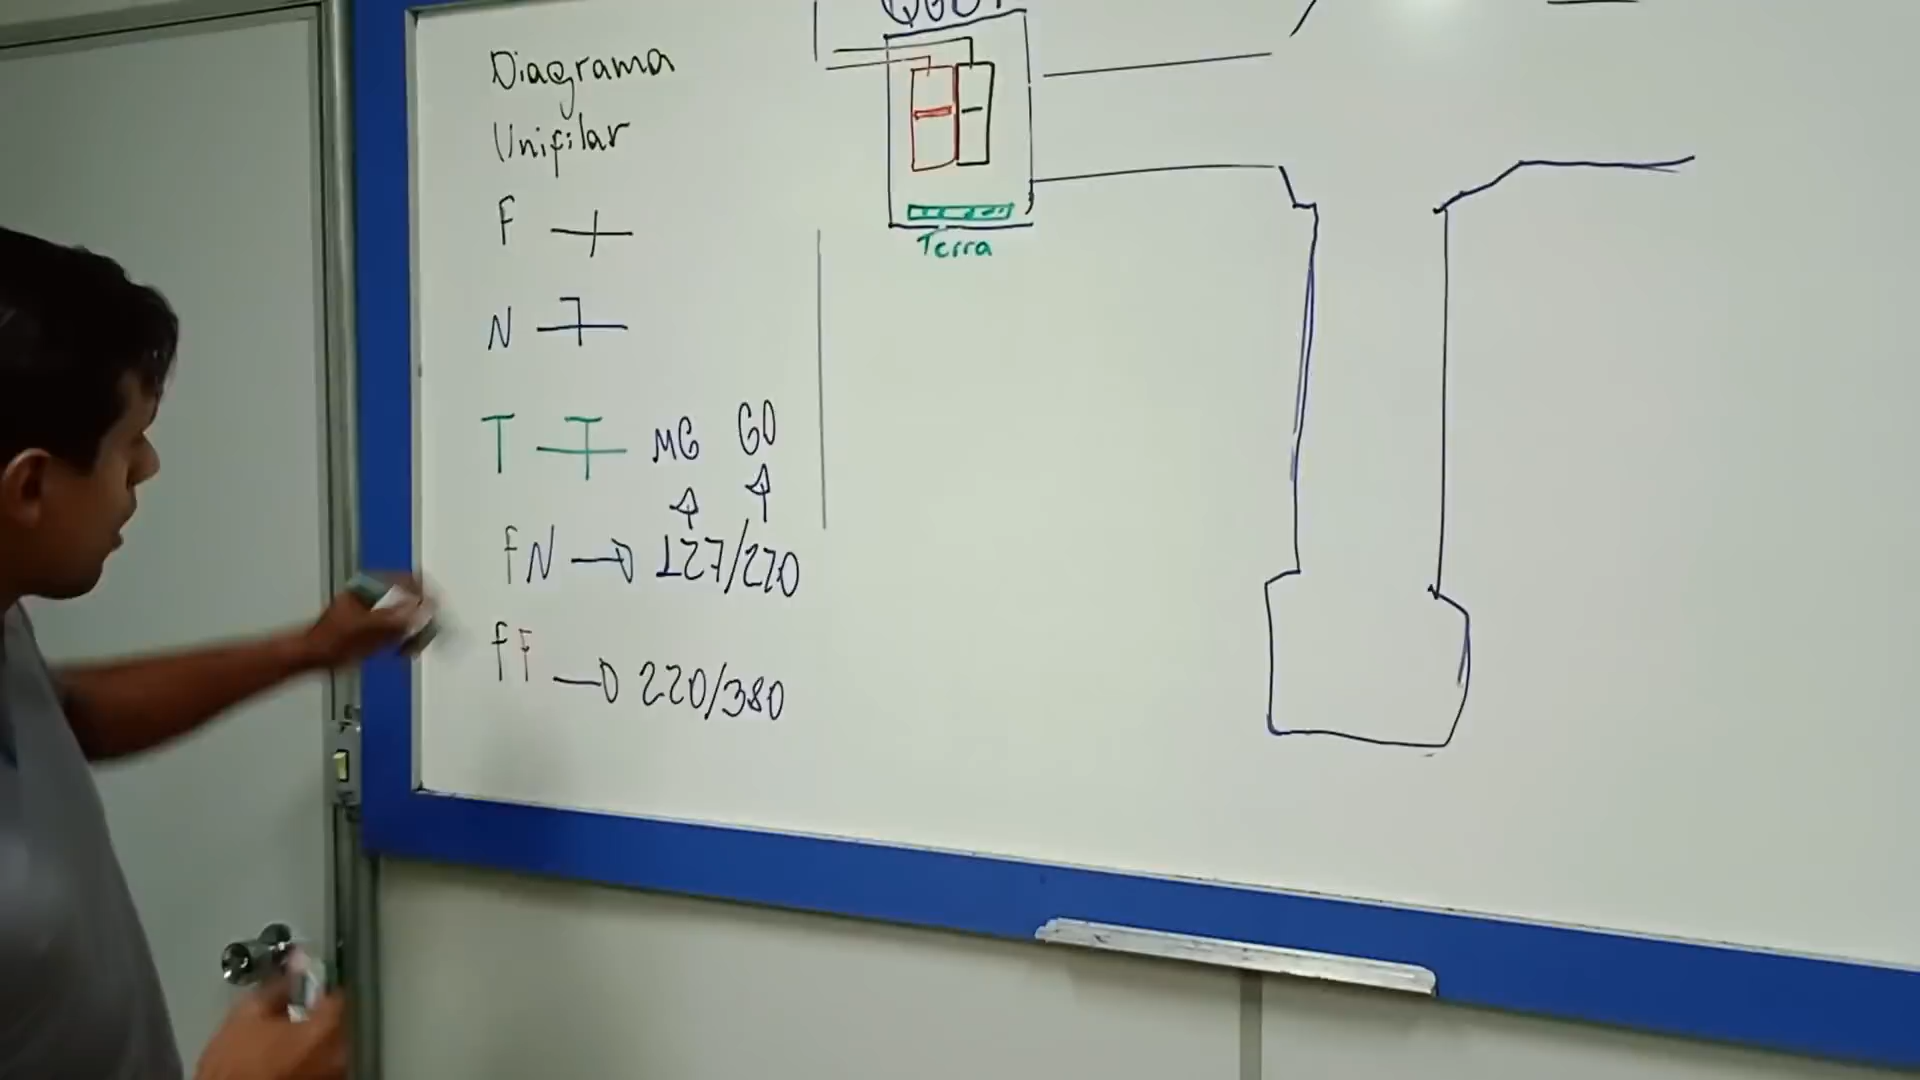 Diagrama
Unifilar
F
N
T MG GO
FN → 127/220
FF → 220/380
Terra